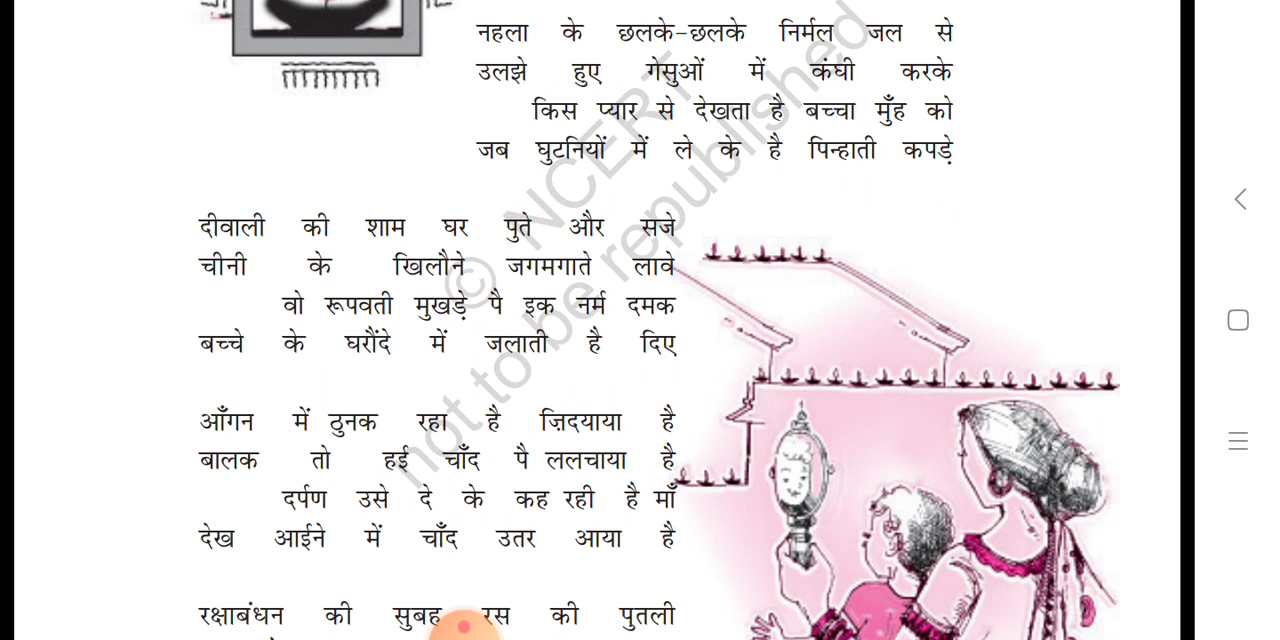 नहला के छलके-छलके निर्मल जल से
उलझे हुए गेसुओं में कंघी करके
किस प्यार से देखता है बच्चा मुँह को
जब घुटनियों में ले के है पिन्हाती कपड़े
दीवाली की शाम घर पुते और सजे
चीनी के खिलौने जगमगाते लावे
वो रूपवती मुखड़े पै इक नर्म दमक
बच्चे के घरौंदे में जलाती है दिए
आँगन में ठुनक रहा है ज़िदयाया है
बालक तो हई चाँद पै ललचाया है
दर्पण उसे दे के कह रही है माँ
देख आईने में चाँद उतर आया है
रक्षाबंधन की सुबह रस की पुतली
© NCERT
not to be republished